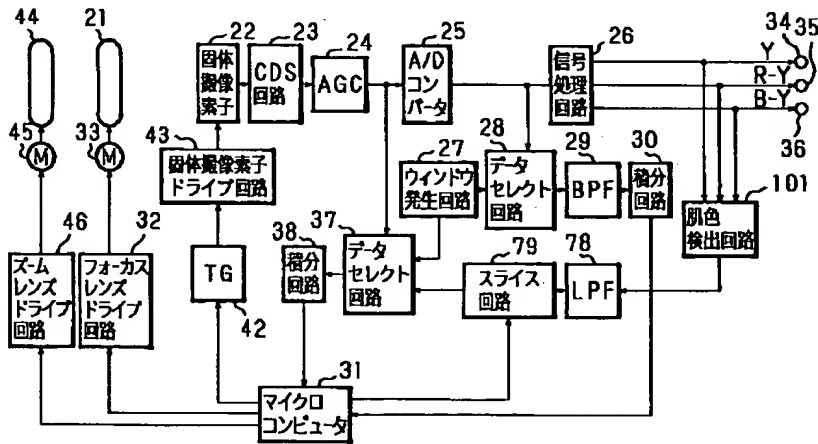 44
21
45
M
33
M
22
固体
撮像
素子
23
CDS
回路
24
AGC
25
A/D
コン
バータ
26
信号
処理
回路
Y
R-Y
B-Y
34
35
36
43
固体撮像素子
ドライブ回路
27
ウィンドウ
発生回路
28
データ
セレクト
回路
29
BPF
30
積分
回路
101
肌色
検出回路
46
ズーム
レンズ
ドライブ
回路
32
フォーカス
レンズ
ドライブ
回路
TG
42
38
積分
回路
37
データ
セレクト
回路
79
スライス
回路
78
LPF
31
マイクロ
コンピュータ